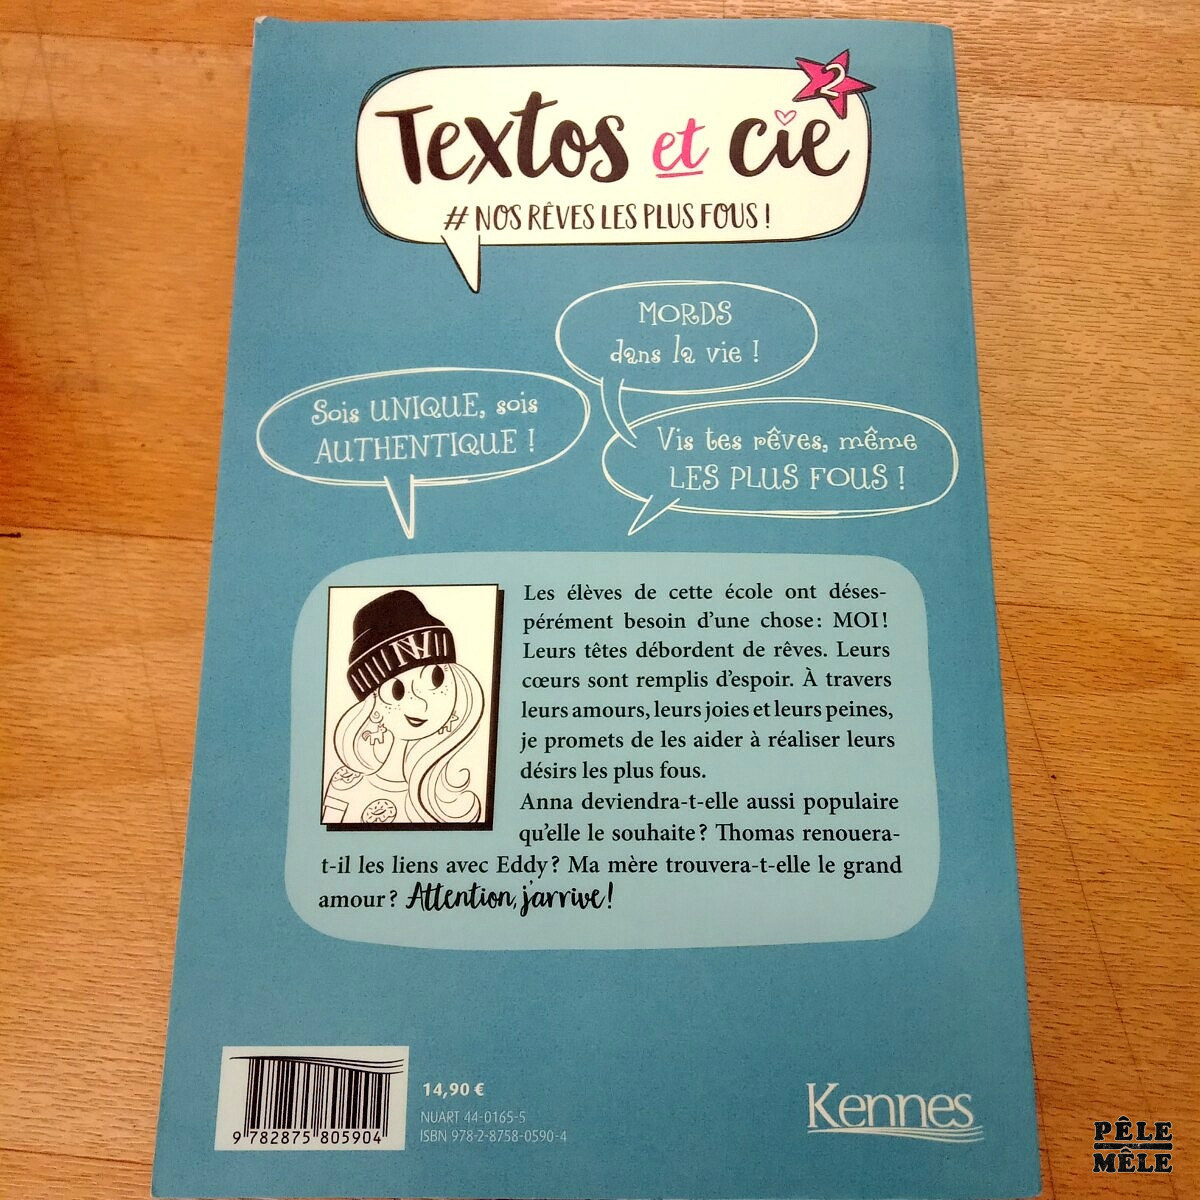 2
Textos et cie
# NOS RÊVES LES PLUS FOUS !
MORDS
dans la vie !
Sois UNIQUE, sois
AUTHENTIQUE !
Vis tes rêves, même
LES PLUS FOUS !
NY
Les élèves de cette école ont déses-
pérément besoin d'une chose : MOI !
Leurs têtes débordent de rêves. Leurs
cœurs sont remplis d'espoir. À travers
leurs amours, leurs joies et leurs peines,
je promets de les aider à réaliser leurs
désirs les plus fous.
Anna deviendra-t-elle aussi populaire
qu'elle le souhaite ? Thomas renouera-
t-il les liens avec Eddy ? Ma mère trouvera-t-elle le grand
amour ? Attention, j'arrive !
9 782875 805904
14,90 €
NUART 44-0165-5
ISBN 978-2-8758-0590-4
Kennes
PÊLE
MÊLE